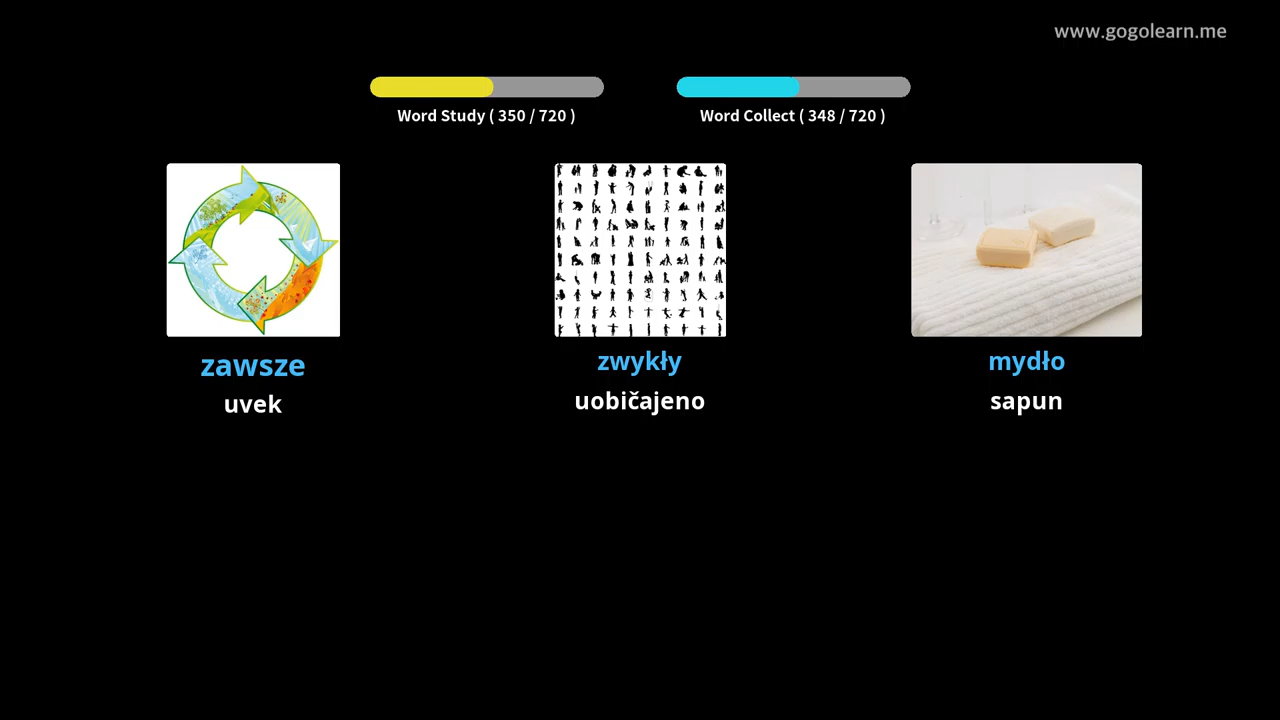 www.gogolearn.me
Word Study ( 350 / 720 )
Word Collect ( 348 / 720 )
zawsze
uvek
zwykły
uobičajeno
mydło
sapun